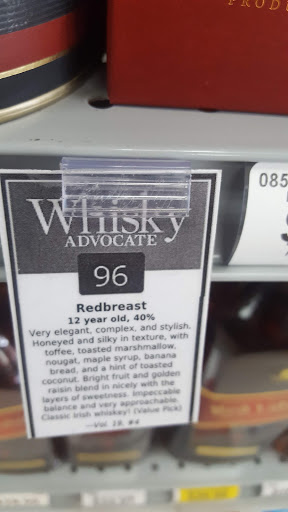 PRODU
085
Whisky
ADVOCATE
96
Redbreast
12 year old, 40%
Very elegant, complex, and stylish.
Honeyed and silky in texture, with
toffee, toasted marshmallow,
nougat, maple syrup, banana
bread, and a hint of toasted
coconut. Bright fruit and golden
raisin blend in nicely with the
layers of sweetness. Impeccable
balance and very approachable.
Classic Irish whiskey! (Value Pick)
—Vol. 19, #4